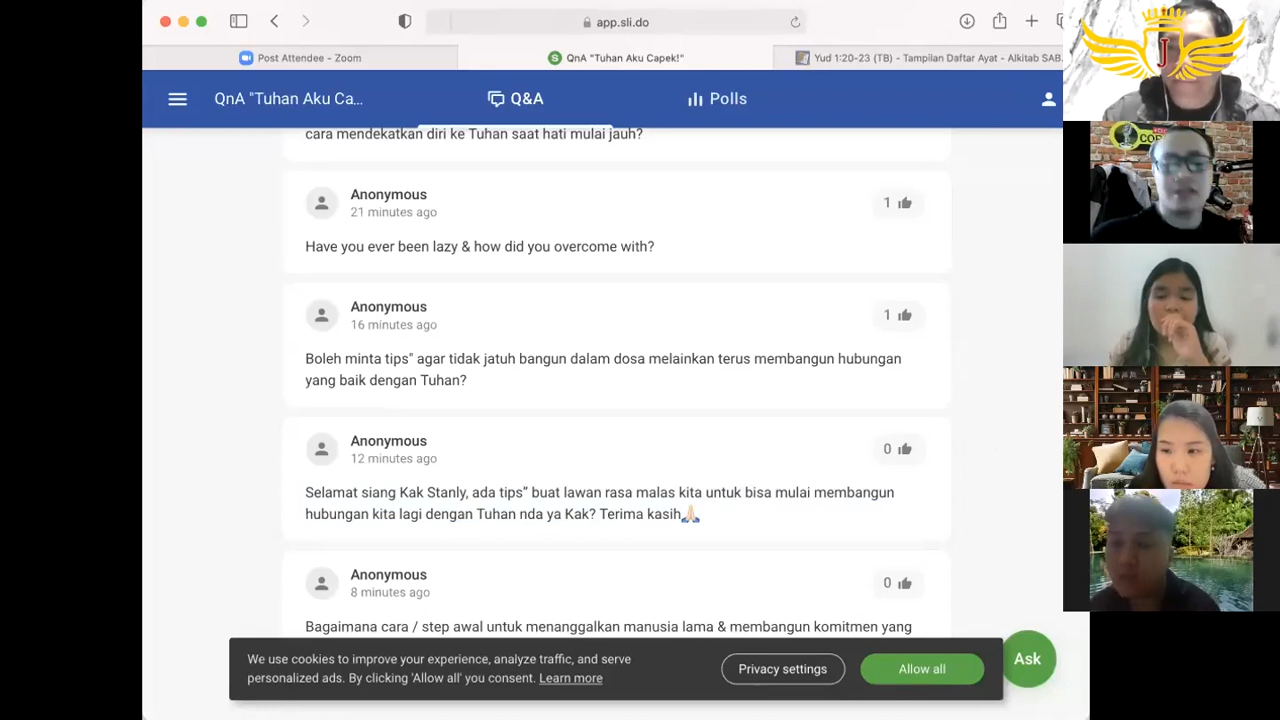 app.sli.do
Post Attendee - Zoom
QnA "Tuhan Aku Capek!"
Yud 1:20-23 (TB) - Tampilan Daftar Ayat - Alkitab SAB
QnA "Tuhan Aku Ca...
Q&A
Polls
cara mendekatkan diri ke Tuhan saat hati mulai jauh?
Anonymous
1
21 minutes ago
Have you ever been lazy & how did you overcome with?
Anonymous
1
16 minutes ago
Boleh minta tips" agar tidak jatuh bangun dalam dosa melainkan terus membangun hubungan
yang baik dengan Tuhan?
Anonymous
0
12 minutes ago
Selamat siang Kak Stanly, ada tips” buat lawan rasa malas kita untuk bisa mulai membangun
hubungan kita lagi dengan Tuhan nda ya Kak? Terima kasih🙏🏻
Anonymous
0
8 minutes ago
Bagaimana cara / step awal untuk menanggalkan manusia lama & membangun komitmen yang
We use cookies to improve your experience, analyze traffic, and serve
personalized ads. By clicking 'Allow all' you consent. Learn more
Privacy settings
Allow all
Ask
J